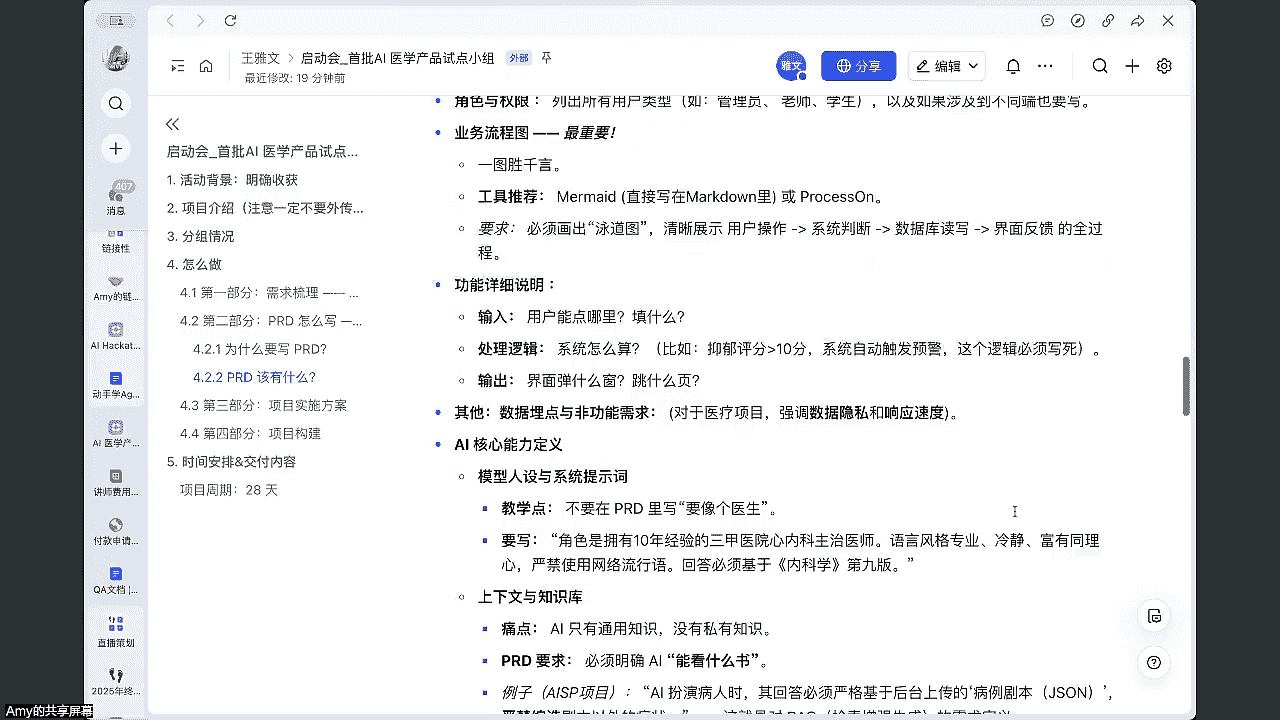 王雅文 > 启动会_首批AI 医学产品试点小组 外部
最近修改: 19 分钟前
雅文
分享
编辑
407
消息
链接性
Amy的链...
AI Hackat...
动手学Ag...
AI 医学产...
讲师费用...
付款申请...
QA文档 |...
直播策划
2025年终...
启动会_首批AI 医学产品试点...
1. 活动背景：明确收获
2. 项目介绍（注意一定不要外传...
3. 分组情况
4. 怎么做
4.1 第一部分：需求梳理 —— ...
4.2 第二部分：PRD 怎么写 —...
4.2.1 为什么要写 PRD?
4.2.2 PRD 该有什么?
4.3 第三部分：项目实施方案
4.4 第四部分：项目构建
5. 时间安排&交付内容
项目周期：28 天
角色与权限： 列出所有用户类型（如：管理员、老师、学生），以及如果涉及到不同端也要写。
业务流程图 —— 最重要！
一图胜千言。
工具推荐： Mermaid (直接写在Markdown里) 或 ProcessOn。
要求： 必须画出“泳道图”，清晰展示 用户操作 -> 系统判断 -> 数据库读写 -> 界面反馈 的全过
程。
功能详细说明：
输入： 用户能点哪里？填什么？
处理逻辑： 系统怎么算？（比如：抑郁评分>10分，系统自动触发预警，这个逻辑必须写死）。
输出： 界面弹什么窗？跳什么页？
其他：数据埋点与非功能需求： (对于医疗项目，强调数据隐私和响应速度)。
AI 核心能力定义
模型人设与系统提示词
教学点： 不要在 PRD 里写“要像个医生”。
要写： “角色是拥有10年经验的三甲医院心内科主治医师。语言风格专业、冷静、富有同理
心，严禁使用网络流行语。回答必须基于《内科学》第九版。”
上下文与知识库
痛点： AI 只有通用知识，没有私有知识。
PRD 要求： 必须明确 AI “能看什么书”。
例子（AISP项目）：“AI 扮演病人时，其回答必须严格基于后台上传的‘病例剧本（JSON）’，
Amy的共享屏幕